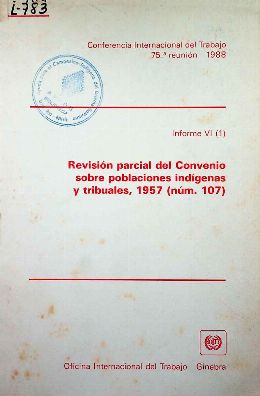 L-783
Conferencia Internacional del Trabajo
75.ª reunión 1988
Informe VI (1)
Revisión parcial del Convenio
sobre poblaciones indígenas
y tribuales, 1957 (núm. 107)
Oficina Internacional del Trabajo Ginebra